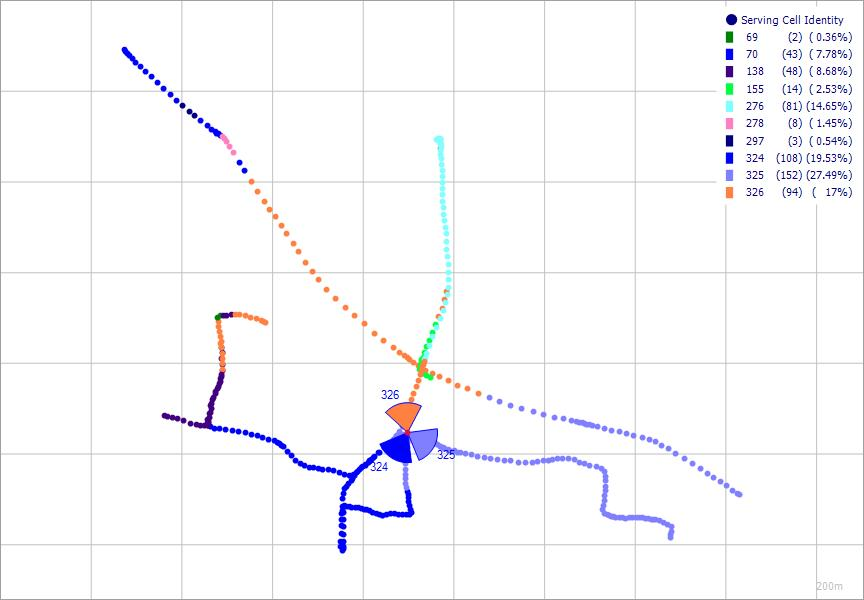 Serving Cell Identity
69 (2) ( 0.36%)
70 (43) ( 7.78%)
138 (48) ( 8.68%)
155 (14) ( 2.53%)
276 (81) (14.65%)
278 (8) ( 1.45%)
297 (3) ( 0.54%)
324 (108) (19.53%)
325 (152) (27.49%)
326 (94) ( 17%)
326
325
324
200m